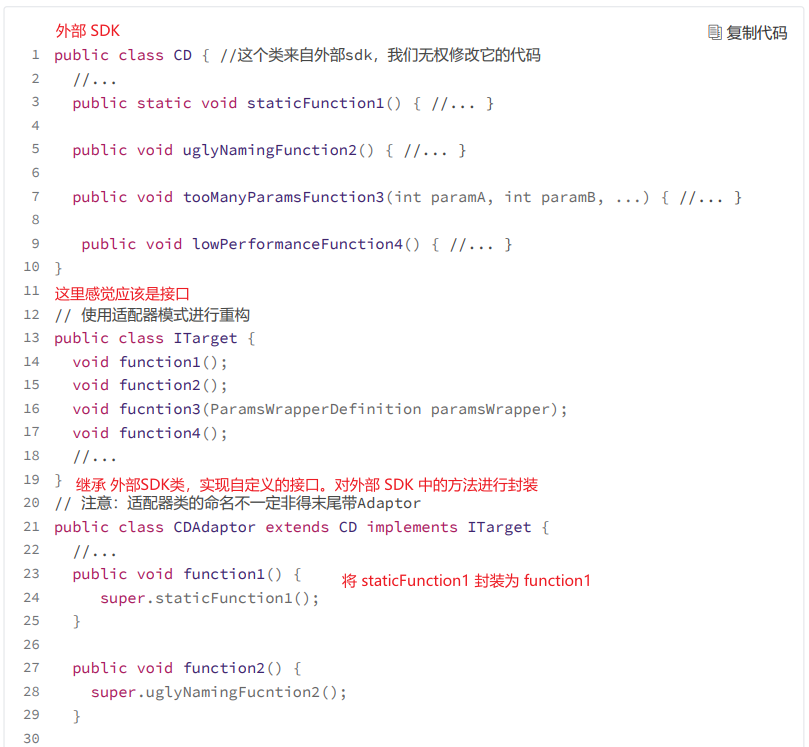 外部 SDK
复制代码
1 public class CD { //这个类来自外部sdk，我们无权修改它的代码
2 //...
3 public static void staticFunction1() { //... }
4
5 public void uglyNamingFunction2() { //... }
6
7 public void tooManyParamsFunction3(int paramA, int paramB, ...) { //... }
8
9 public void lowPerformanceFunction4() { //... }
10 }
11 这里感觉应该是接口
12 // 使用适配器模式进行重构
13 public class ITarget {
14 void function1();
15 void function2();
16 void fucntion3(ParamsWrapperDefinition paramsWrapper);
17 void function4();
18 //...
19 } 继承 外部SDK类，实现自定义的接口。对外部 SDK 中的方法进行封装
20 // 注意：适配器类的命名不一定非得末尾带Adaptor
21 public class CDAdaptor extends CD implements ITarget {
22 //...
23 public void function1() { 将 staticFunction1 封装为 function1
24 super.staticFunction1();
25 }
26
27 public void function2() {
28 super.uglyNamingFucntion2();
29 }
30